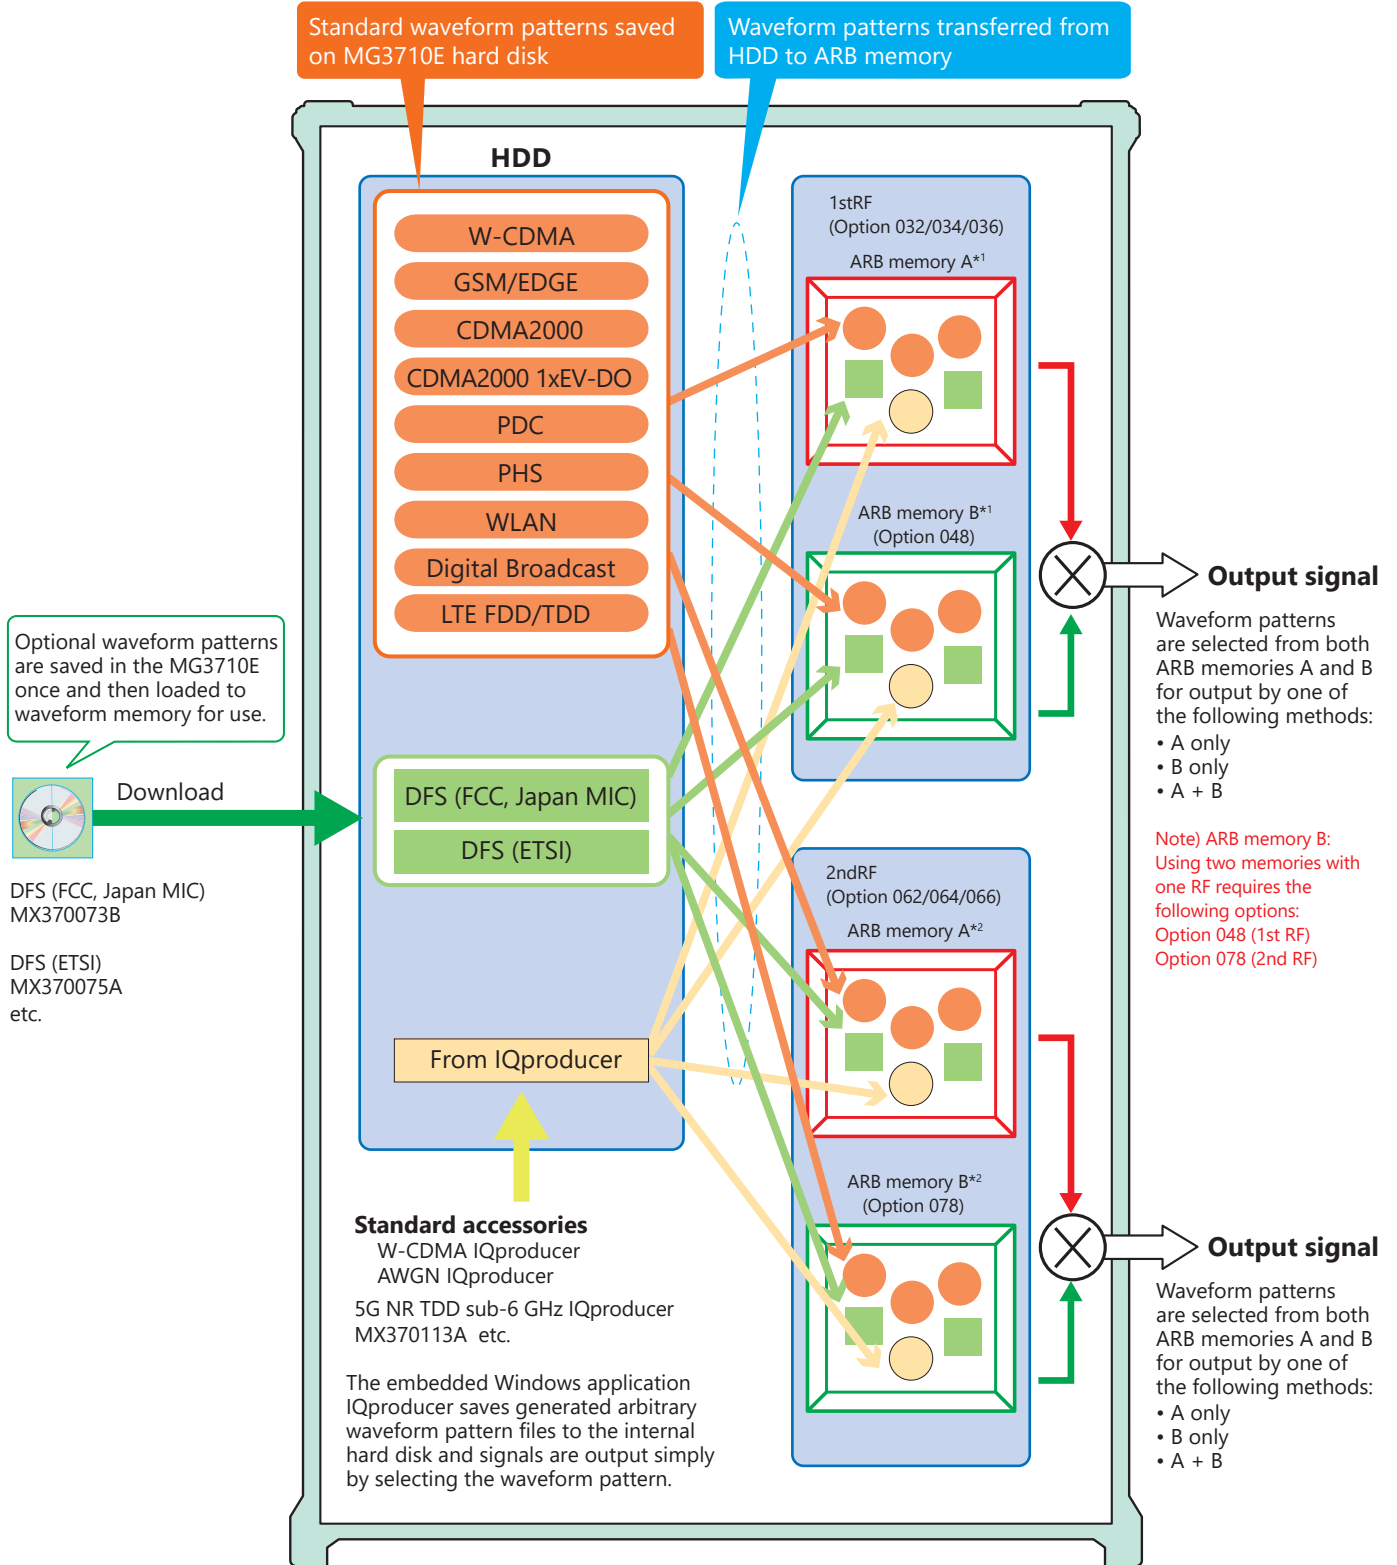 Standard waveform patterns saved
on MG3710E hard disk
Waveform patterns transferred from
HDD to ARB memory
HDD
W-CDMA
GSM/EDGE
CDMA2000
CDMA2000 1xEV-DO
PDC
PHS
WLAN
Digital Broadcast
LTE FDD/TDD
Optional waveform patterns
are saved in the MG3710E
once and then loaded to
waveform memory for use.
Download
DFS (FCC, Japan MIC)
MX370073B
DFS (ETSI)
MX370075A
etc.
DFS (FCC, Japan MIC)
DFS (ETSI)
From IQproducer
Standard accessories
W-CDMA IQproducer
AWGN IQproducer
5G NR TDD sub-6 GHz IQproducer
MX370113A etc.
The embedded Windows application
IQproducer saves generated arbitrary
waveform pattern files to the internal
hard disk and signals are output simply
by selecting the waveform pattern.
1stRF
(Option 032/034/036)
ARB memory A*1
ARB memory B*1
(Option 048)
Output signal
Waveform patterns
are selected from both
ARB memories A and B
for output by one of
the following methods:
• A only
• B only
• A + B
Note) ARB memory B:
Using two memories with
one RF requires the
following options:
Option 048 (1st RF)
Option 078 (2nd RF)
2ndRF
(Option 062/064/066)
ARB memory A*2
ARB memory B*2
(Option 078)
Output signal
Waveform patterns
are selected from both
ARB memories A and B
for output by one of
the following methods:
• A only
• B only
• A + B